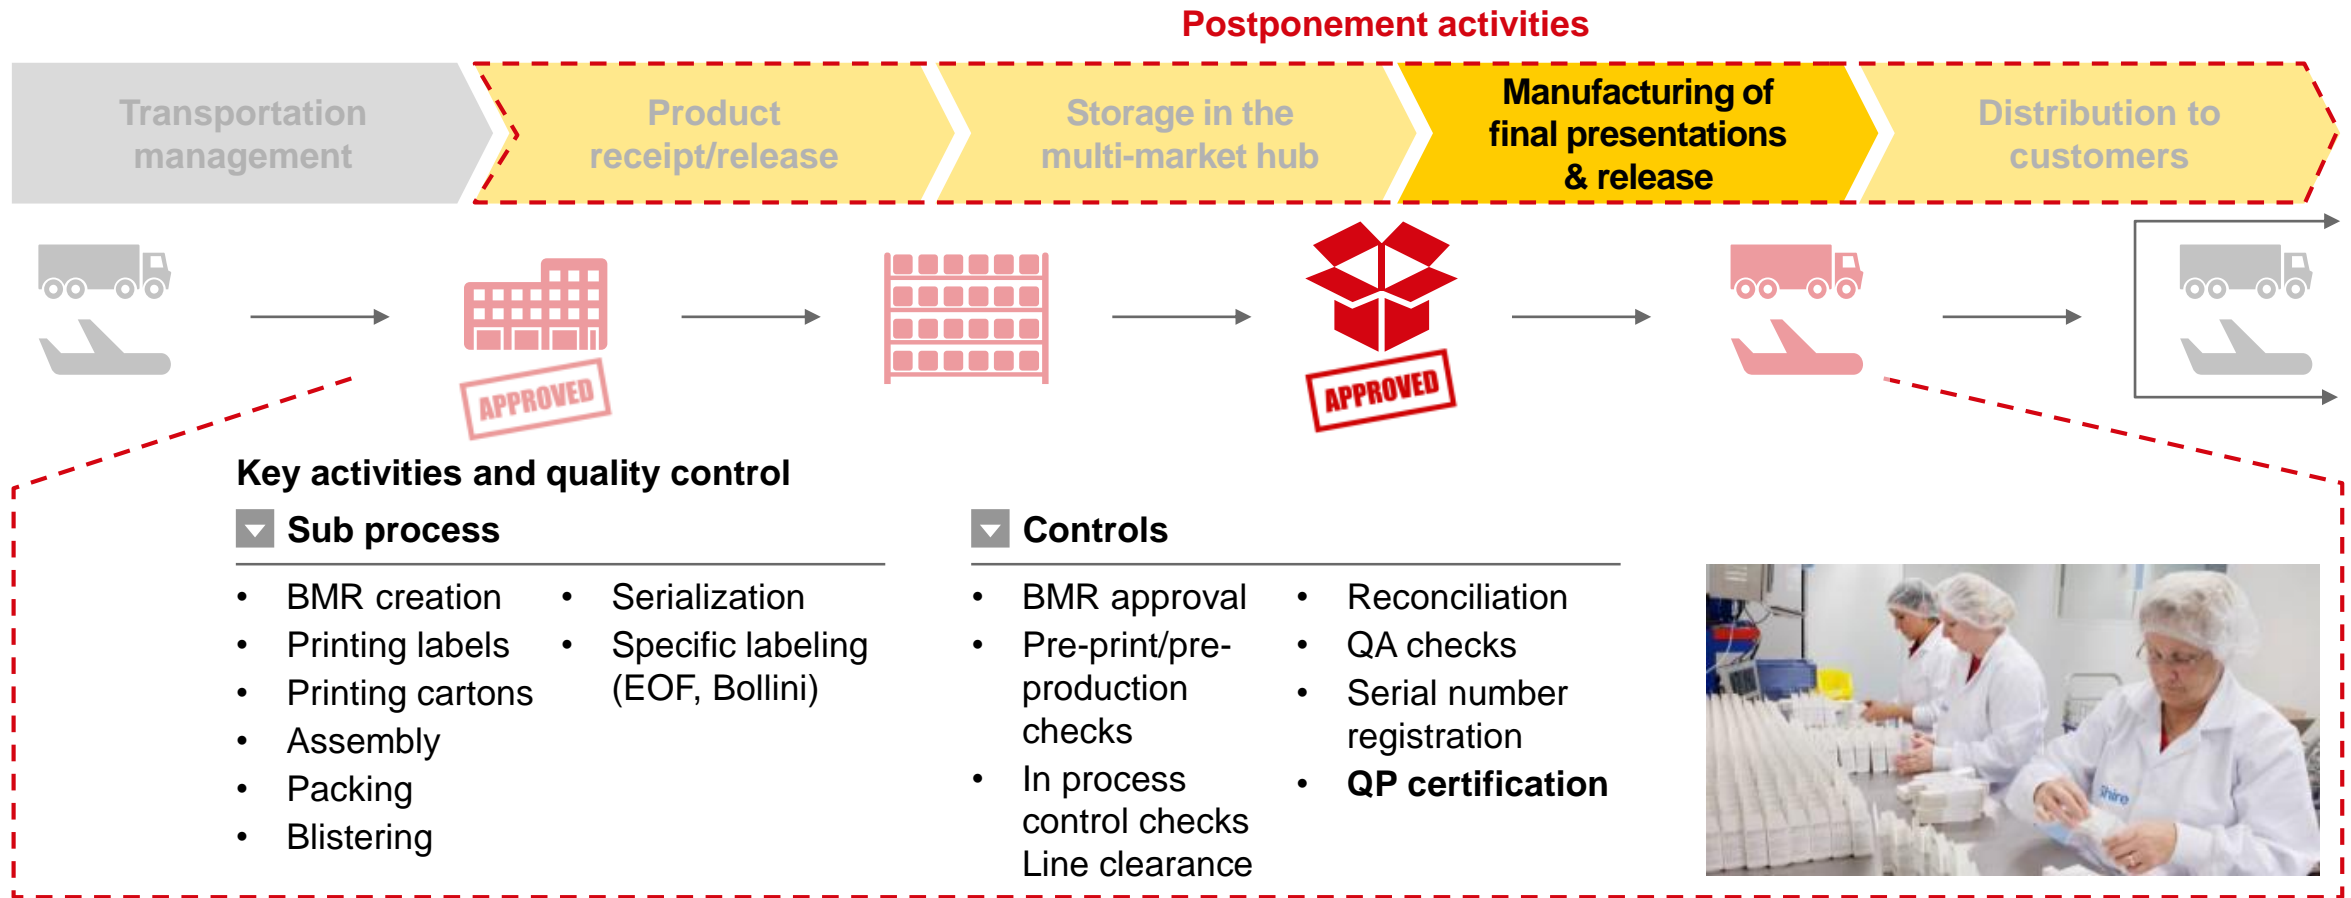 Postponement activities
Transportation
management
Product
receipt/release
Storage in the
multi-market hub
Manufacturing of
final presentations
& release
Distribution to
customers
APPROVED
APPROVED
Key activities and quality control
Sub process
• BMR creation
• Printing labels
• Printing cartons
• Assembly
• Packing
• Blistering
• Serialization
• Specific labeling
(EOF, Bollini)
Controls
• BMR approval
• Pre-print/pre-
production
checks
• In process
control checks
Line clearance
• Reconciliation
• QA checks
• Serial number
registration
• QP certification
Shire